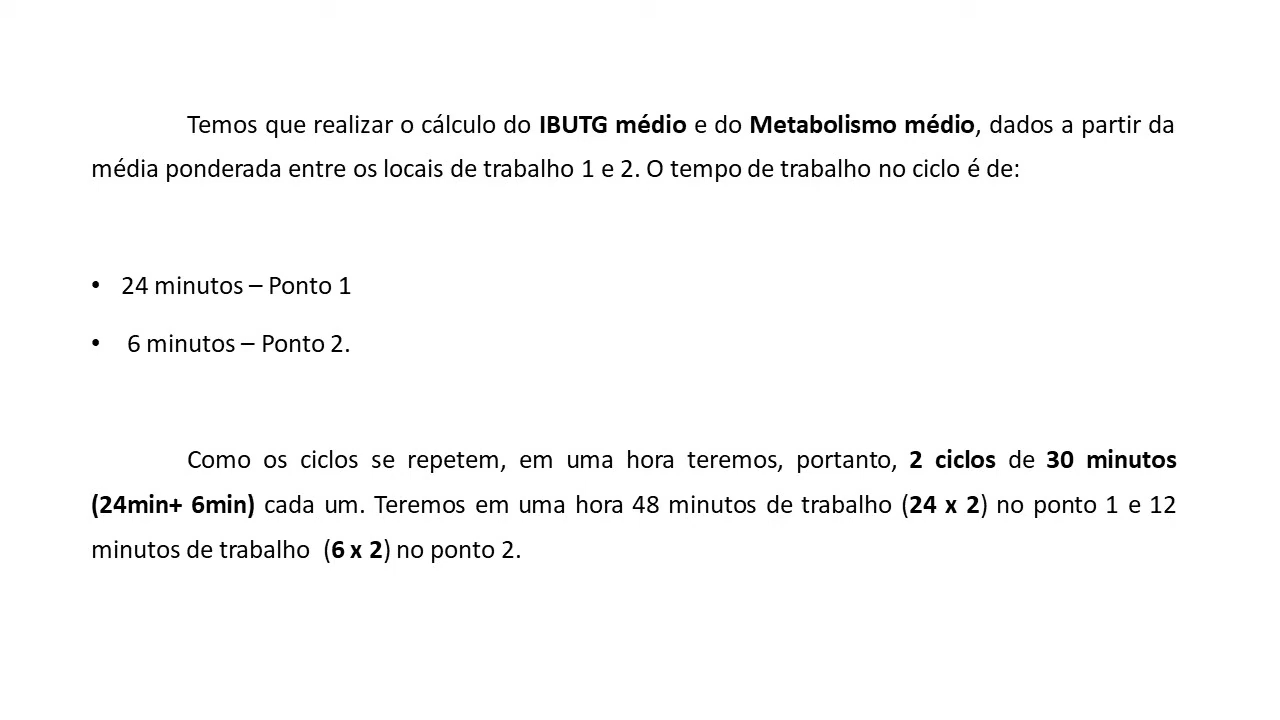 Temos que realizar o cálculo do IBUTG médio e do Metabolismo médio, dados a partir da
média ponderada entre os locais de trabalho 1 e 2. O tempo de trabalho no ciclo é de:
• 24 minutos – Ponto 1
• 6 minutos – Ponto 2.
Como os ciclos se repetem, em uma hora teremos, portanto, 2 ciclos de 30 minutos
(24min+ 6min) cada um. Teremos em uma hora 48 minutos de trabalho (24 x 2) no ponto 1 e 12
minutos de trabalho (6 x 2) no ponto 2.